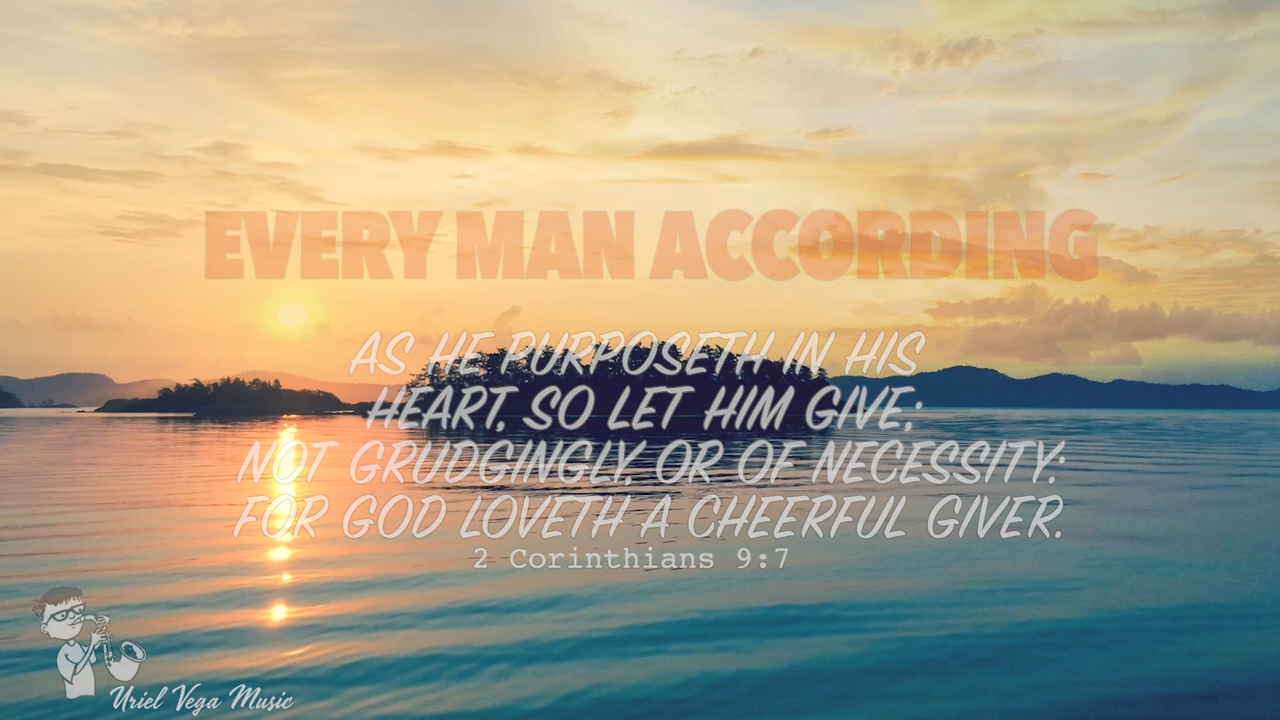 EVERY MAN ACCORDING
AS HE PURPOSETH IN HIS
HEART, SO LET HIM GIVE;
NOT GRUDGINGLY, OR OF NECESSITY:
FOR GOD LOVETH A CHEERFUL GIVER.
2 Corinthians 9:7
Uriel Vega Music